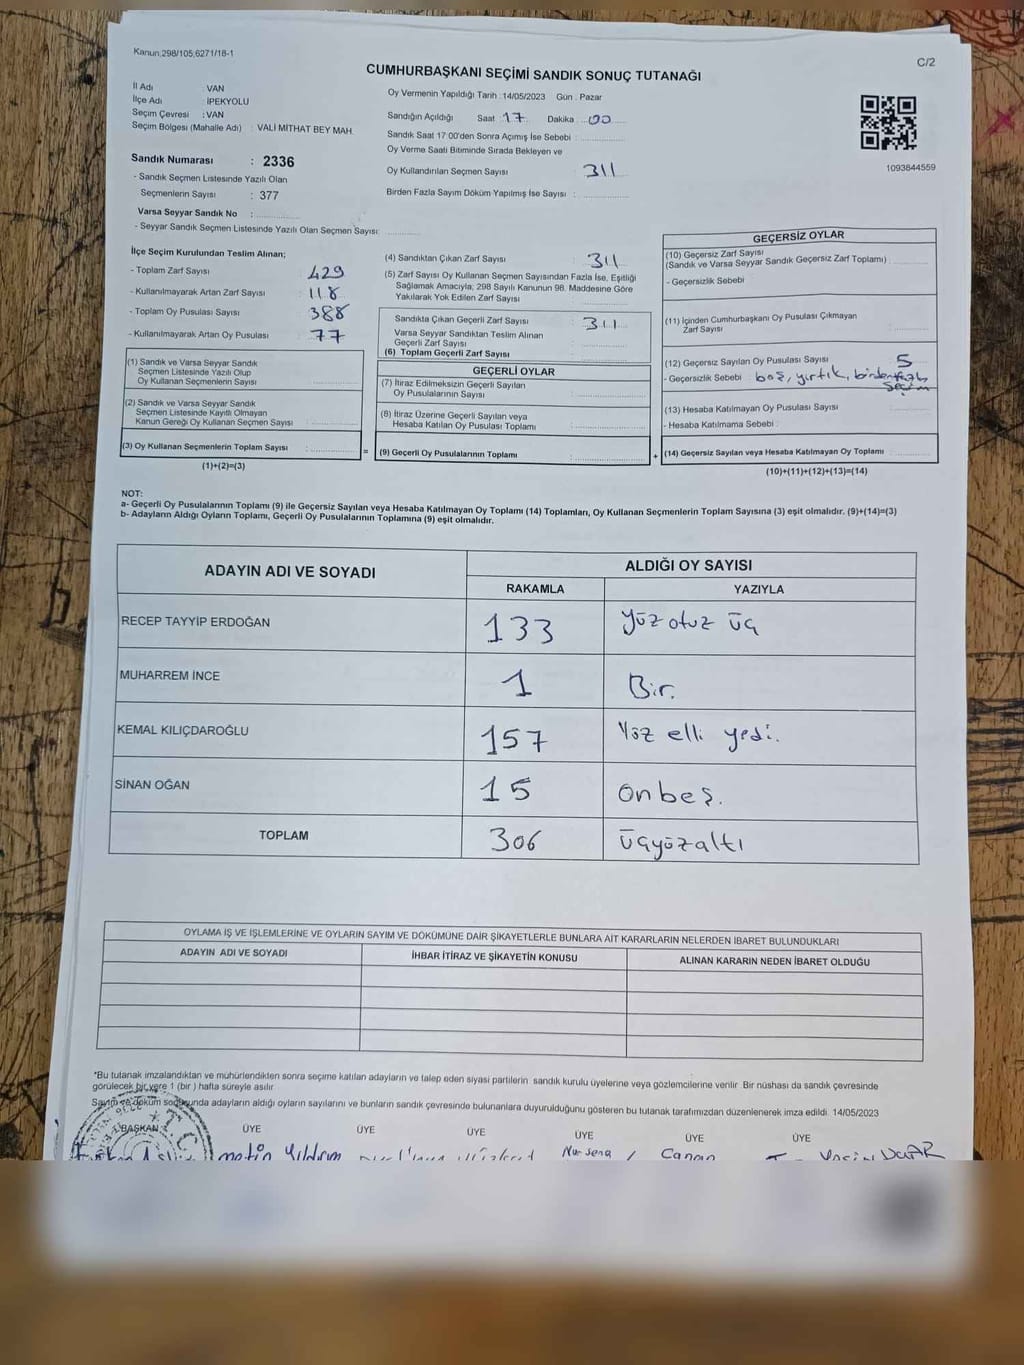 Kanun:298/105,6271/18-1
C/2
CUMHURBAŞKANI SEÇİMİ SANDIK SONUÇ TUTANAĞI
İl Adı : VAN
İlçe Adı : İPEKYOLU
Seçim Çevresi : VAN
Seçim Bölgesi (Mahalle Adı) : VALİ MİTHAT BEY MAH.
Sandık Numarası : 2336
- Sandık Seçmen Listesinde Yazılı Olan
Seçmenlerin Sayısı : 377
Varsa Seyyar Sandık No :
- Seyyar Sandık Seçmen Listesinde Yazılı Olan Seçmen Sayısı:
Oy Vermenin Yapıldığı Tarih : 14/05/2023 Gün : Pazar
Sandığın Açıldığı Saat 17 Dakika 00
Sandık Saat 17:00'den Sonra Açımış İse Sebebi :
Oy Verme Saati Bitiminde Sırada Bekleyen ve
Oy Kullandırılan Seçmen Sayısı : 311
Birden Fazla Sayım Döküm Yapılmış İse Sayısı :
1093844559
İlçe Seçim Kurulundan Teslim Alınan;
- Toplam Zarf Sayısı : 429
- Kullanılmayarak Artan Zarf Sayısı : 118
- Toplam Oy Pusulası Sayısı : 388
- Kullanılmayarak Artan Oy Pusulası : 77
(1) Sandık ve Varsa Seyyar Sandık
Seçmen Listesinde Yazılı Olup
Oy Kullanan Seçmenlerin Sayısı :
(2) Sandık ve Varsa Seyyar Sandık
Seçmen Listesinde Kayıtlı Olmayan
Kanun Gereği Oy Kullanan Seçmen Sayısı :
(3) Oy Kullanan Seçmenlerin Toplam Sayısı : =
(1)+(2)=(3)
(4) Sandıktan Çıkan Zarf Sayısı : 311
(5) Zarf Sayısı Oy Kullanan Seçmen Sayısından Fazla İse, Eşitliği
Sağlamak Amacıyla; 298 Sayılı Kanunun 98. Maddesine Göre
Yakılarak Yok Edilen Zarf Sayısı :
Sandıkta Çıkan Geçerli Zarf Sayısı : 311
Varsa Seyyar Sandıktan Teslim Alınan
Geçerli Zarf Sayısı :
(6) Toplam Geçerli Zarf Sayısı :
GEÇERLİ OYLAR
(7) İtiraz Edilmeksizin Geçerli Sayılan
Oy Pusulalarının Sayısı :
(8) İtiraz Üzerine Geçerli Sayılan veya
Hesaba Katılan Oy Pusulası Toplamı :
(9) Geçerli Oy Pusulalarının Toplamı : +
GEÇERSİZ OYLAR
(10) Geçersiz Zarf Sayısı
(Sandık ve Varsa Seyyar Sandık Geçersiz Zarf Toplamı)
- Geçersizlik Sebebi
(11) İçinden Cumhurbaşkanı Oy Pusulası Çıkmayan
Zarf Sayısı :
(12) Geçersiz Sayılan Oy Pusulası Sayısı : 5
- Geçersizlik Sebebi : boş, yırtık, birden fazla
seçim
(13) Hesaba Katılmayan Oy Pusulası Sayısı :
- Hesaba Katılmama Sebebi :
(14) Geçersiz Sayılan veya Hesaba Katılmayan Oy Toplamı :
(10)+(11)+(12)+(13)=(14)
NOT:
a- Geçerli Oy Pusulalarının Toplamı (9) ile Geçersiz Sayılan veya Hesaba Katılmayan Oy Toplamı (14) Toplamları, Oy Kullanan Seçmenlerin Toplam Sayısına (3) eşit olmalıdır. (9)+(14)=(3)
b- Adayların Aldığı Oyların Toplamı, Geçerli Oy Pusulalarının Toplamına (9) eşit olmalıdır.
ADAYIN ADI VE SOYADI
ALDIĞI OY SAYISI
RAKAMLA YAZIYLA
RECEP TAYYİP ERDOĞAN 133 Yüz otuz üç
MUHARREM İNCE 1 Bir.
KEMAL KILIÇDAROĞLU 157 Yüz elli yedi.
SİNAN OĞAN 15 onbeş.
TOPLAM 306 üçyüzaltı
OYLAMA İŞ VE İŞLEMLERİNE VE OYLARIN SAYIM VE DÖKÜMÜNE DAİR ŞİKAYETLERLE BUNLARA AİT KARARLARIN NELERDEN İBARET BULUNDUKLARI
ADAYIN ADI VE SOYADI İHBAR İTİRAZ VE ŞİKAYETİN KONUSU ALINAN KARARIN NEDEN İBARET OLDUĞU
*Bu tutanak imzalandıktan ve mühürlendikten sonra seçime katılan adayların ve talep eden siyasi partilerin sandık kurulu üyelerine veya gözlemcilerine verilir. Bir nüshası da sandık çevresinde
görülecek bir yere 1 (bir ) hafta süreyle asılır.
Sayım ve döküm sonucunda adayların aldığı oyların sayılarını ve bunların sandık çevresinde bulunanlara duyurulduğunu gösteren bu tutanak tarafımızdan düzenlenerek imza edildi. 14/05/2023
BAŞKAN ÜYE ÜYE ÜYE ÜYE ÜYE ÜYE
metin Yıldırım Nursena Canan Yasin